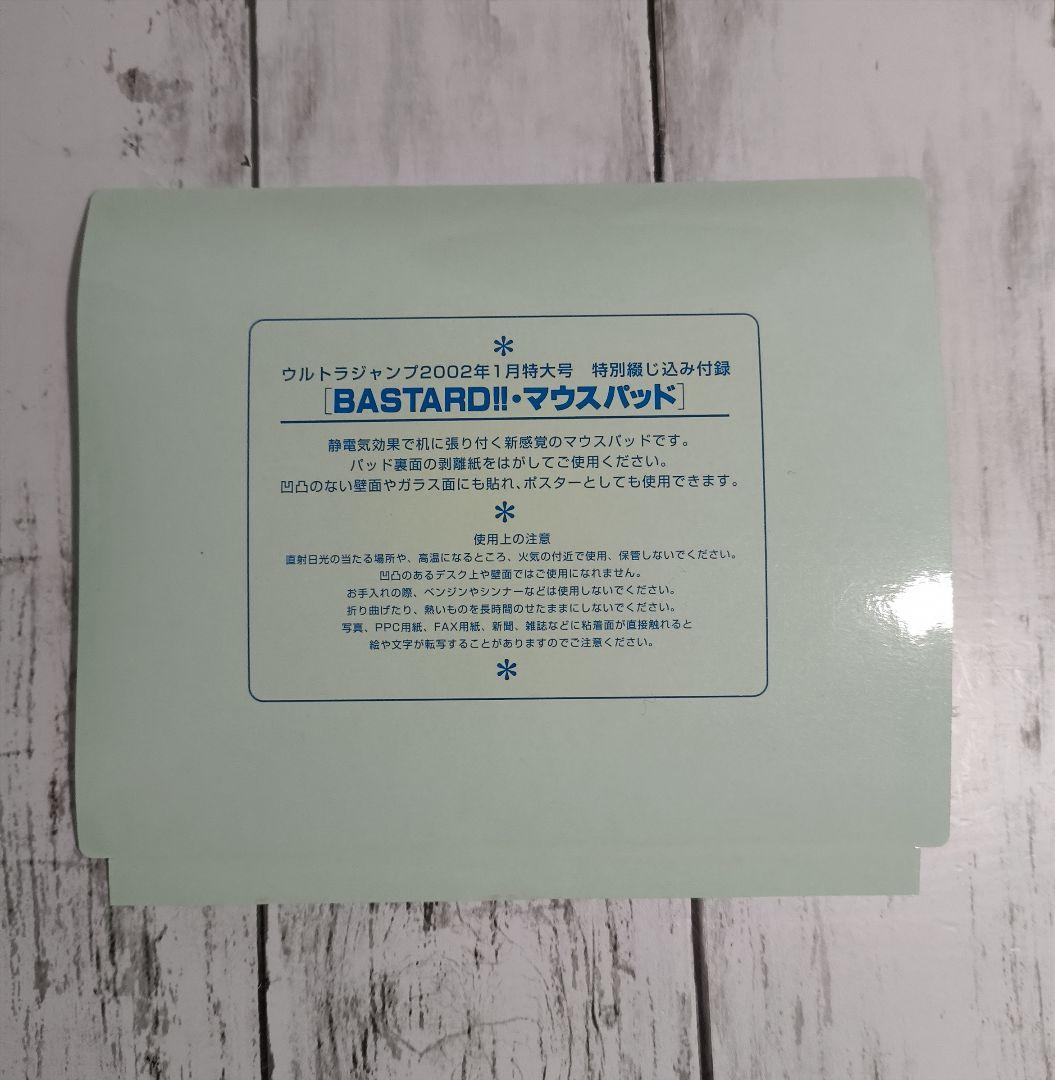 *
ウルトラジャンプ2002年1月特大号　特別綴じ込み付録
[BASTARD!!・マウスパッド]
静電気効果で机に張り付く新感覚のマウスパッドです。
パッド裏面の剥離紙をはがしてご使用ください。
凹凸のない壁面やガラス面にも貼れ、ポスターとしても使用できます。
*
使用上の注意
直射日光の当たる場所や、高温になるところ、火気の付近で使用、保管しないでください。
凹凸のあるデスク上や壁面ではご使用になれません。
お手入れの際、ベンジンやシンナーなどは使用しないでください。
折り曲げたり、熱いものを長時間のせたままにしないでください。
写真、PPC用紙、FAX用紙、新聞、雑誌などに粘着面が直接触れると
絵や文字が転写することがありますのでご注意ください。
*